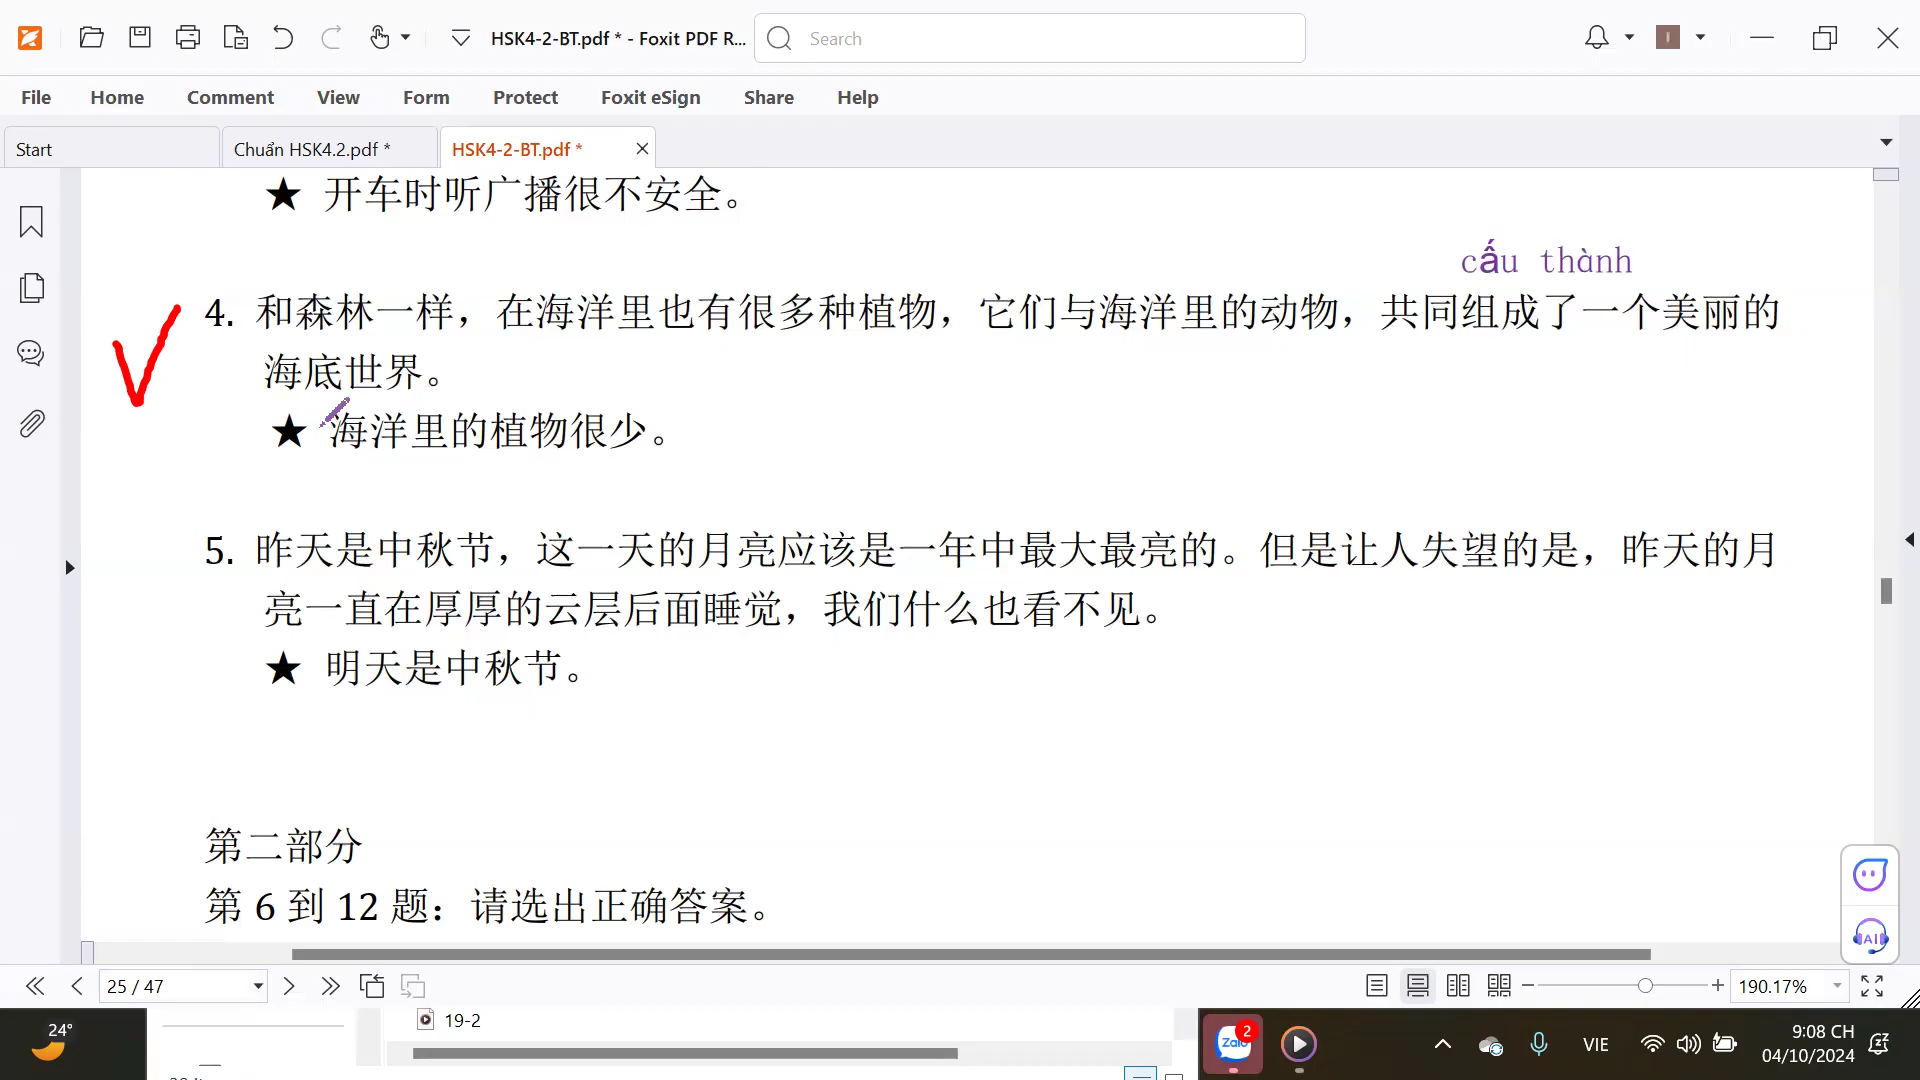 HSK4-2-BT.pdf * - Foxit PDF R...
Search
File Home Comment View Form Protect Foxit eSign Share Help
Start
Chuẩn HSK4.2.pdf *
HSK4-2-BT.pdf *
★ 开车时听广播很不安全。
cấu thành
4. 和森林一样，在海洋里也有很多种植物，它们与海洋里的动物，共同组成了一个美丽的
海底世界。
★ 海洋里的植物很少。
5. 昨天是中秋节，这一天的月亮应该是一年中最大最亮的。但是让人失望的是，昨天的月
亮一直在厚厚的云层后面睡觉，我们什么也看不见。
★ 明天是中秋节。
第二部分
第 6 到 12 题：请选出正确答案。
AI
25 / 47
190.17%
24°
19-2
Zalo
2
VIE
9:08 CH
04/10/2024